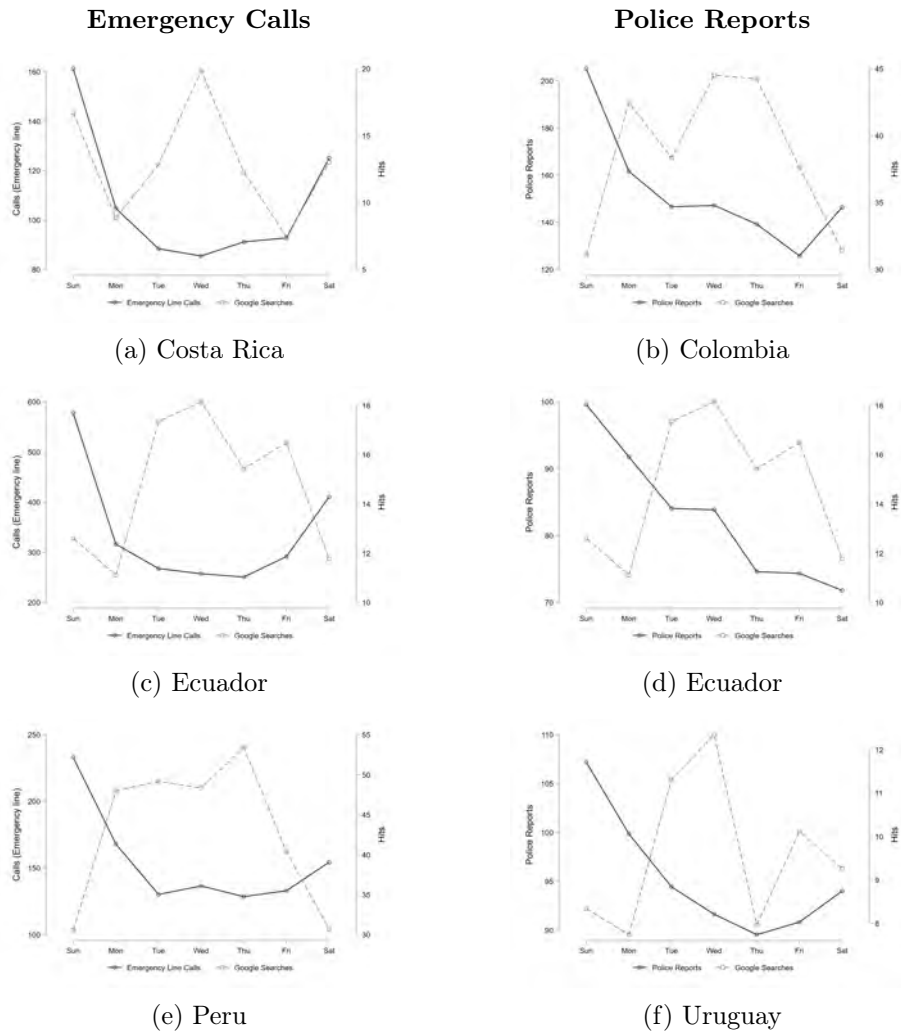 Emergency Calls
Police Reports
160
140
120
100
80
Calls (Emergency line)
20
15
10
5
Hits
Sun Mon Tue Wed Thu Fri Sat
Emergency Line Calls Google Searches
(a) Costa Rica
200
180
160
140
120
Police Reports
45
40
35
30
Hits
Sun Mon Tue Wed Thu Fri Sat
Police Reports Google Searches
(b) Colombia
600
500
400
300
200
Calls (Emergency line)
18
16
14
12
10
Hits
Sun Mon Tue Wed Thu Fri Sat
Emergency Line Calls Google Searches
(c) Ecuador
100
90
80
70
Police Reports
18
16
14
12
10
Hits
Sun Mon Tue Wed Thu Fri Sat
Police Reports Google Searches
(d) Ecuador
250
200
150
100
Calls (Emergency line)
55
50
45
40
35
30
Hits
Sun Mon Tue Wed Thu Fri Sat
Emergency Line Calls Google Searches
(e) Peru
110
105
100
95
90
Police Reports
12
10
8
Hits
Sun Mon Tue Wed Thu Fri Sat
Police Reports Google Searches
(f) Uruguay